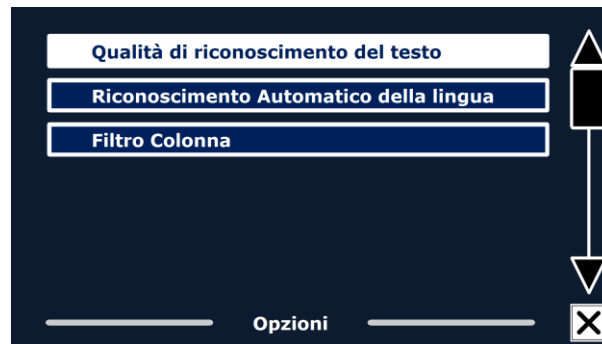 Qualità di riconoscimento del testo
Riconoscimento Automatico della lingua
Filtro Colonna
Opzioni